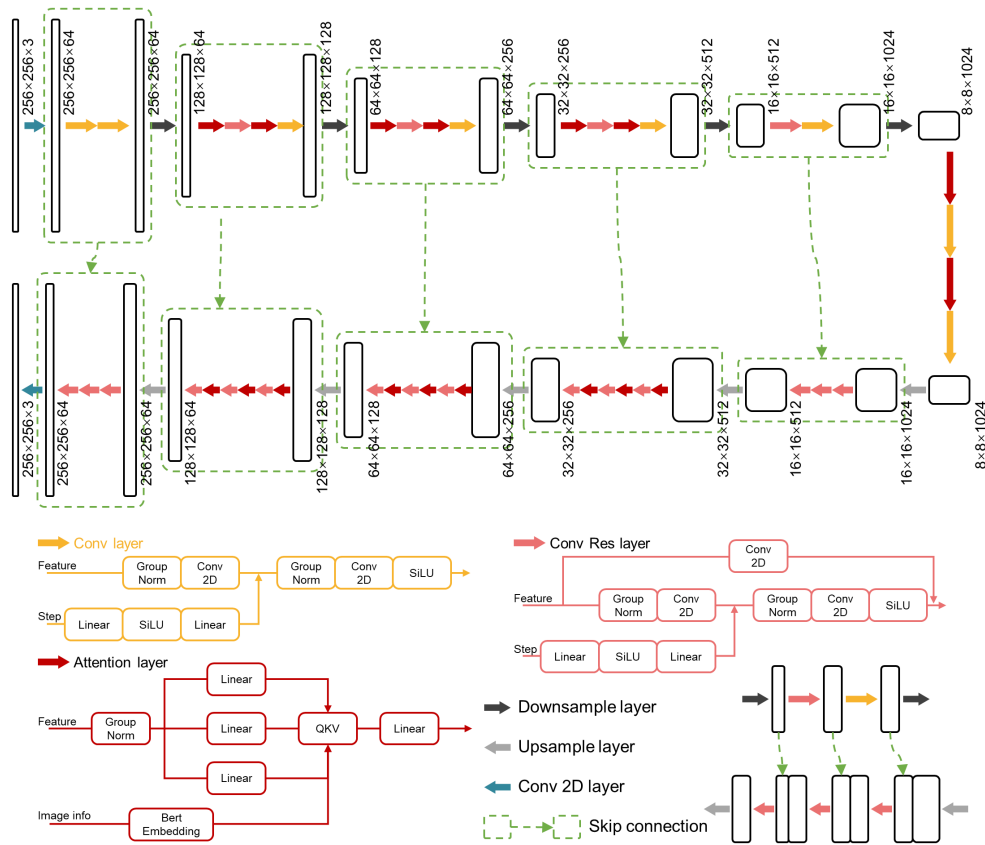 256×256×3
256×256×64
256×256×64
128×128×64
128×128×128
64×64×128
64×64×256
32×32×256
32×32×512
16×16×512
16×16×1024
8×8×1024
256×256×3
256×256×64
256×256×64
128×128×64
128×128×128
64×64×128
64×64×256
32×32×256
32×32×512
16×16×512
16×16×1024
8×8×1024
Conv layer
Feature
Group
Norm
Conv
2D
Group
Norm
Conv
2D
SiLU
Step
Linear
SiLU
Linear
Conv Res layer
Conv
2D
Feature
Group
Norm
Conv
2D
Group
Norm
Conv
2D
SiLU
Step
Linear
SiLU
Linear
Attention layer
Linear
Feature
Group
Norm
Linear
QKV
Linear
Linear
Image info
Bert
Embedding
Downsample layer
Upsample layer
Conv 2D layer
Skip connection